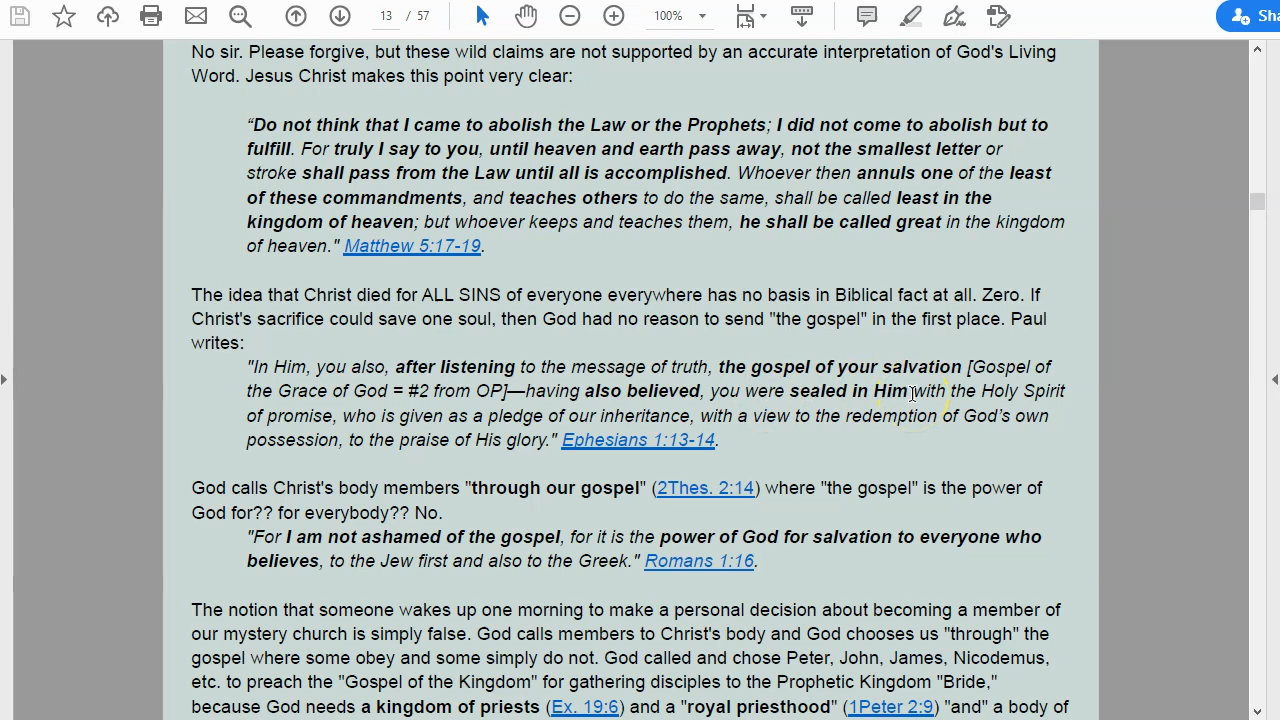 13 / 57
100%
Sha
No sir. Please forgive, but these wild claims are not supported by an accurate interpretation of God's Living
Word. Jesus Christ makes this point very clear:
“Do not think that I came to abolish the Law or the Prophets; I did not come to abolish but to
fulfill. For truly I say to you, until heaven and earth pass away, not the smallest letter or
stroke shall pass from the Law until all is accomplished. Whoever then annuls one of the least
of these commandments, and teaches others to do the same, shall be called least in the
kingdom of heaven; but whoever keeps and teaches them, he shall be called great in the kingdom
of heaven." Matthew 5:17-19.
The idea that Christ died for ALL SINS of everyone everywhere has no basis in Biblical fact at all. Zero. If
Christ's sacrifice could save one soul, then God had no reason to send "the gospel" in the first place. Paul
writes:
"In Him, you also, after listening to the message of truth, the gospel of your salvation [Gospel of
the Grace of God = #2 from OP]—having also believed, you were sealed in Him with the Holy Spirit
of promise, who is given as a pledge of our inheritance, with a view to the redemption of God’s own
possession, to the praise of His glory." Ephesians 1:13-14.
God calls Christ's body members "through our gospel" (2Thes. 2:14) where "the gospel" is the power of
God for?? for everybody?? No.
"For I am not ashamed of the gospel, for it is the power of God for salvation to everyone who
believes, to the Jew first and also to the Greek." Romans 1:16.
The notion that someone wakes up one morning to make a personal decision about becoming a member of
our mystery church is simply false. God calls members to Christ's body and God chooses us "through" the
gospel where some obey and some simply do not. God called and chose Peter, John, James, Nicodemus,
etc. to preach the "Gospel of the Kingdom" for gathering disciples to the Prophetic Kingdom "Bride,"
because God needs a kingdom of priests (Ex. 19:6) and a "royal priesthood" (1Peter 2:9) "and" a body of